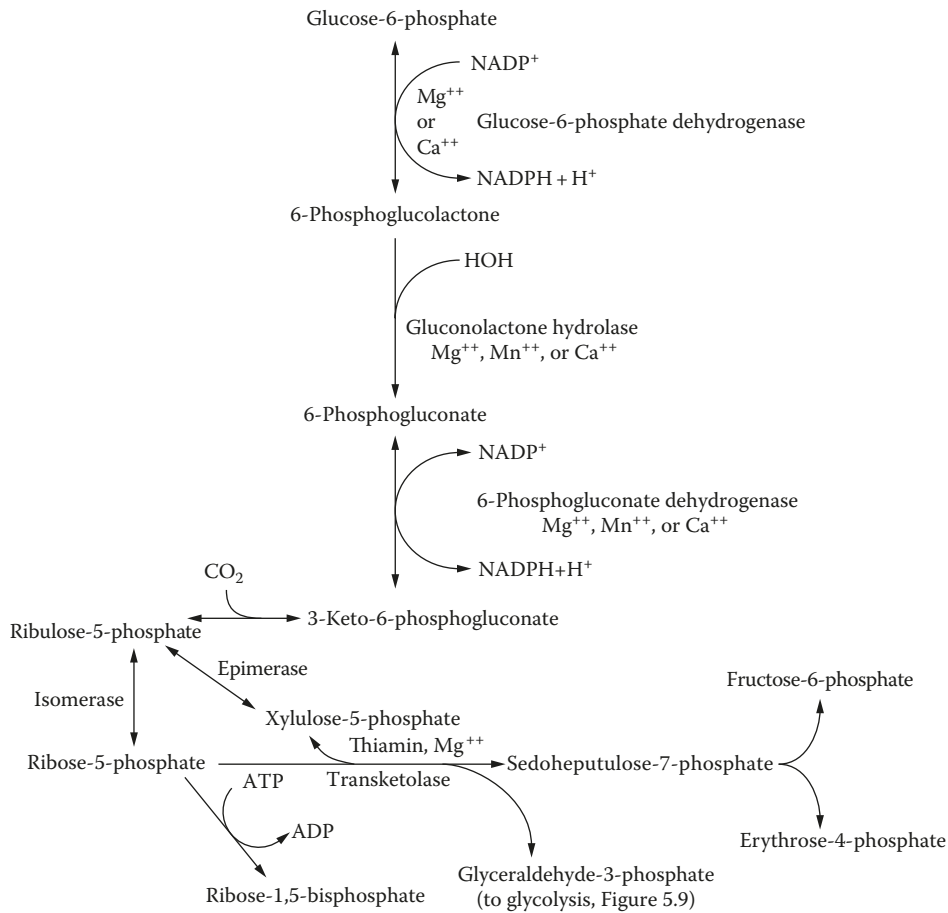 Glucose-6-phosphate
NADP⁺
Mg⁺⁺
or
Ca⁺⁺
Glucose-6-phosphate dehydrogenase
NADPH + H⁺
6-Phosphoglucolactone
HOH
Gluconolactone hydrolase
Mg⁺⁺, Mn⁺⁺, or Ca⁺⁺
6-Phosphogluconate
NADP⁺
6-Phosphogluconate dehydrogenase
Mg⁺⁺, Mn⁺⁺, or Ca⁺⁺
NADPH+H⁺
CO₂
3-Keto-6-phosphogluconate
Ribulose-5-phosphate
Epimerase
Isomerase
Xylulose-5-phosphate
Fructose-6-phosphate
Thiamin, Mg⁺⁺
Ribose-5-phosphate
Transketolase
Sedoheputulose-7-phosphate
ATP
ADP
Erythrose-4-phosphate
Ribose-1,5-bisphosphate
Glyceraldehyde-3-phosphate
(to glycolysis, Figure 5.9)